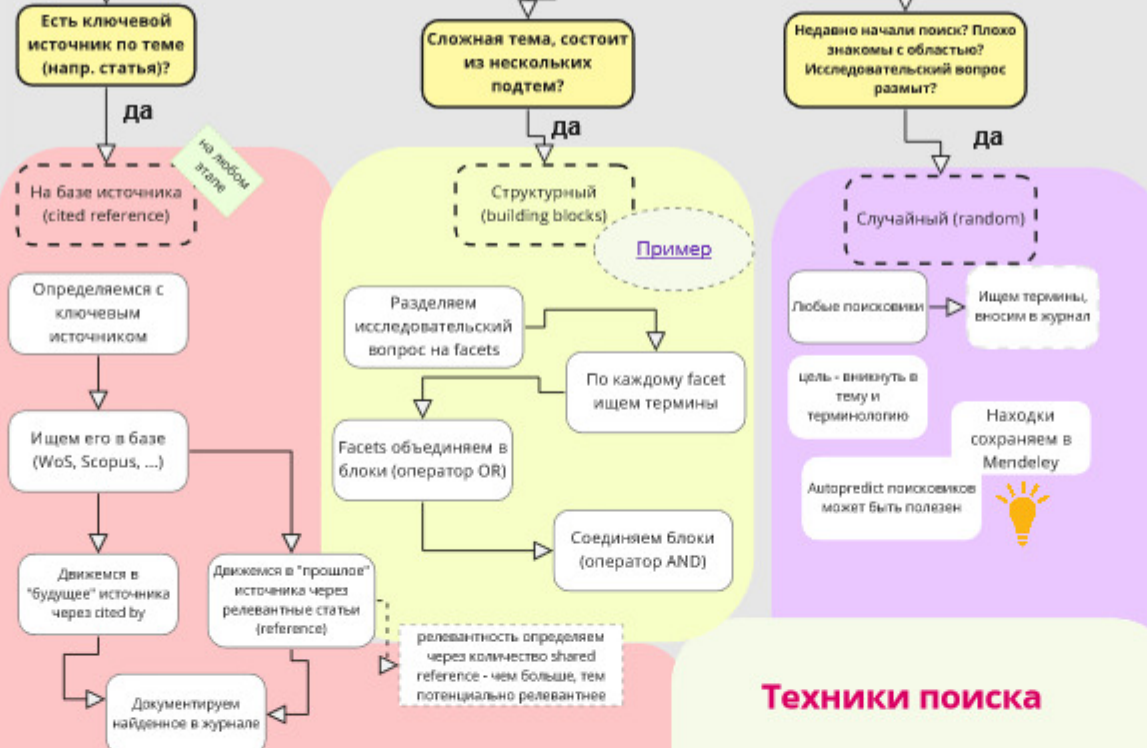 Есть ключевой
источник по теме
(напр. статья)?
да
на любом
этапе
На базе источника
(cited reference)
Определяемся с
ключевым
источником
Ищем его в базе
(WoS, Scopus, ...)
Движемся в
"будущее" источника
через cited by
Движемся в "прошлое"
источника через
релевантные статьи
(reference)
релевантность определяем
через количество shared
reference - чем больше, тем
потенциально релевантнее
Документируем
найденное в журнале
Сложная тема, состоит
из нескольких
подтем?
да
Структурный
(building blocks)
Пример
Разделяем
исследовательский
вопрос на facets
По каждому facet
ищем термины
Facets объединяем в
блоки (оператор OR)
Соединяем блоки
(оператор AND)
Недавно начали поиск? Плохо
знакомы с областью?
Исследовательский вопрос
размыт?
да
Случайный (random)
Любые поисковики
Ищем термины,
вносим в журнал
цель - вникнуть в
тему и
терминологию
Находки
сохраняем в
Mendeley
Autopredict поисковиков
может быть полезен
Техники поиска